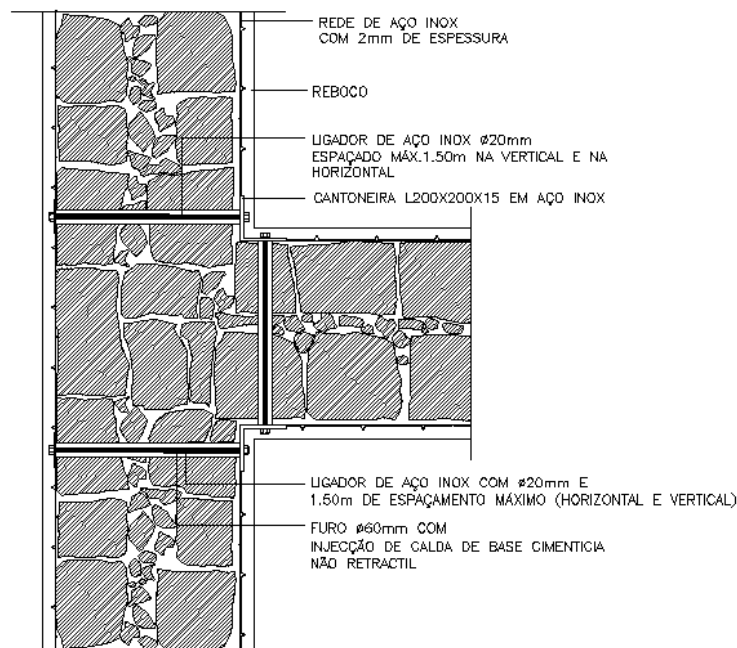 REDE DE AÇO INOX
COM 2mm DE ESPESSURA
REBOCO
LIGADOR DE AÇO INOX ø20mm
ESPAÇADO MÁX.1.50m NA VERTICAL E NA
HORIZONTAL
CANTONEIRA L200X200X15 EM AÇO INOX
LIGADOR DE AÇO INOX COM ø20mm E
1.50m DE ESPAÇAMENTO MÁXIMO (HORIZONTAL E VERTICAL)
FURO ø60mm COM
INJECÇÃO DE CALDA DE BASE CIMENTICIA
NÃO RETRACTIL